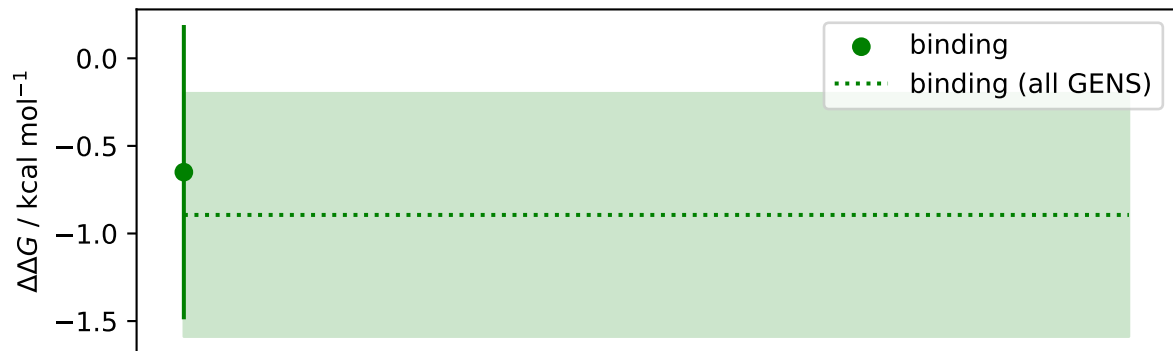 binding
binding (all GENS)
0.0
−0.5
−1.0
−1.5
ΔΔG / kcal mol⁻¹